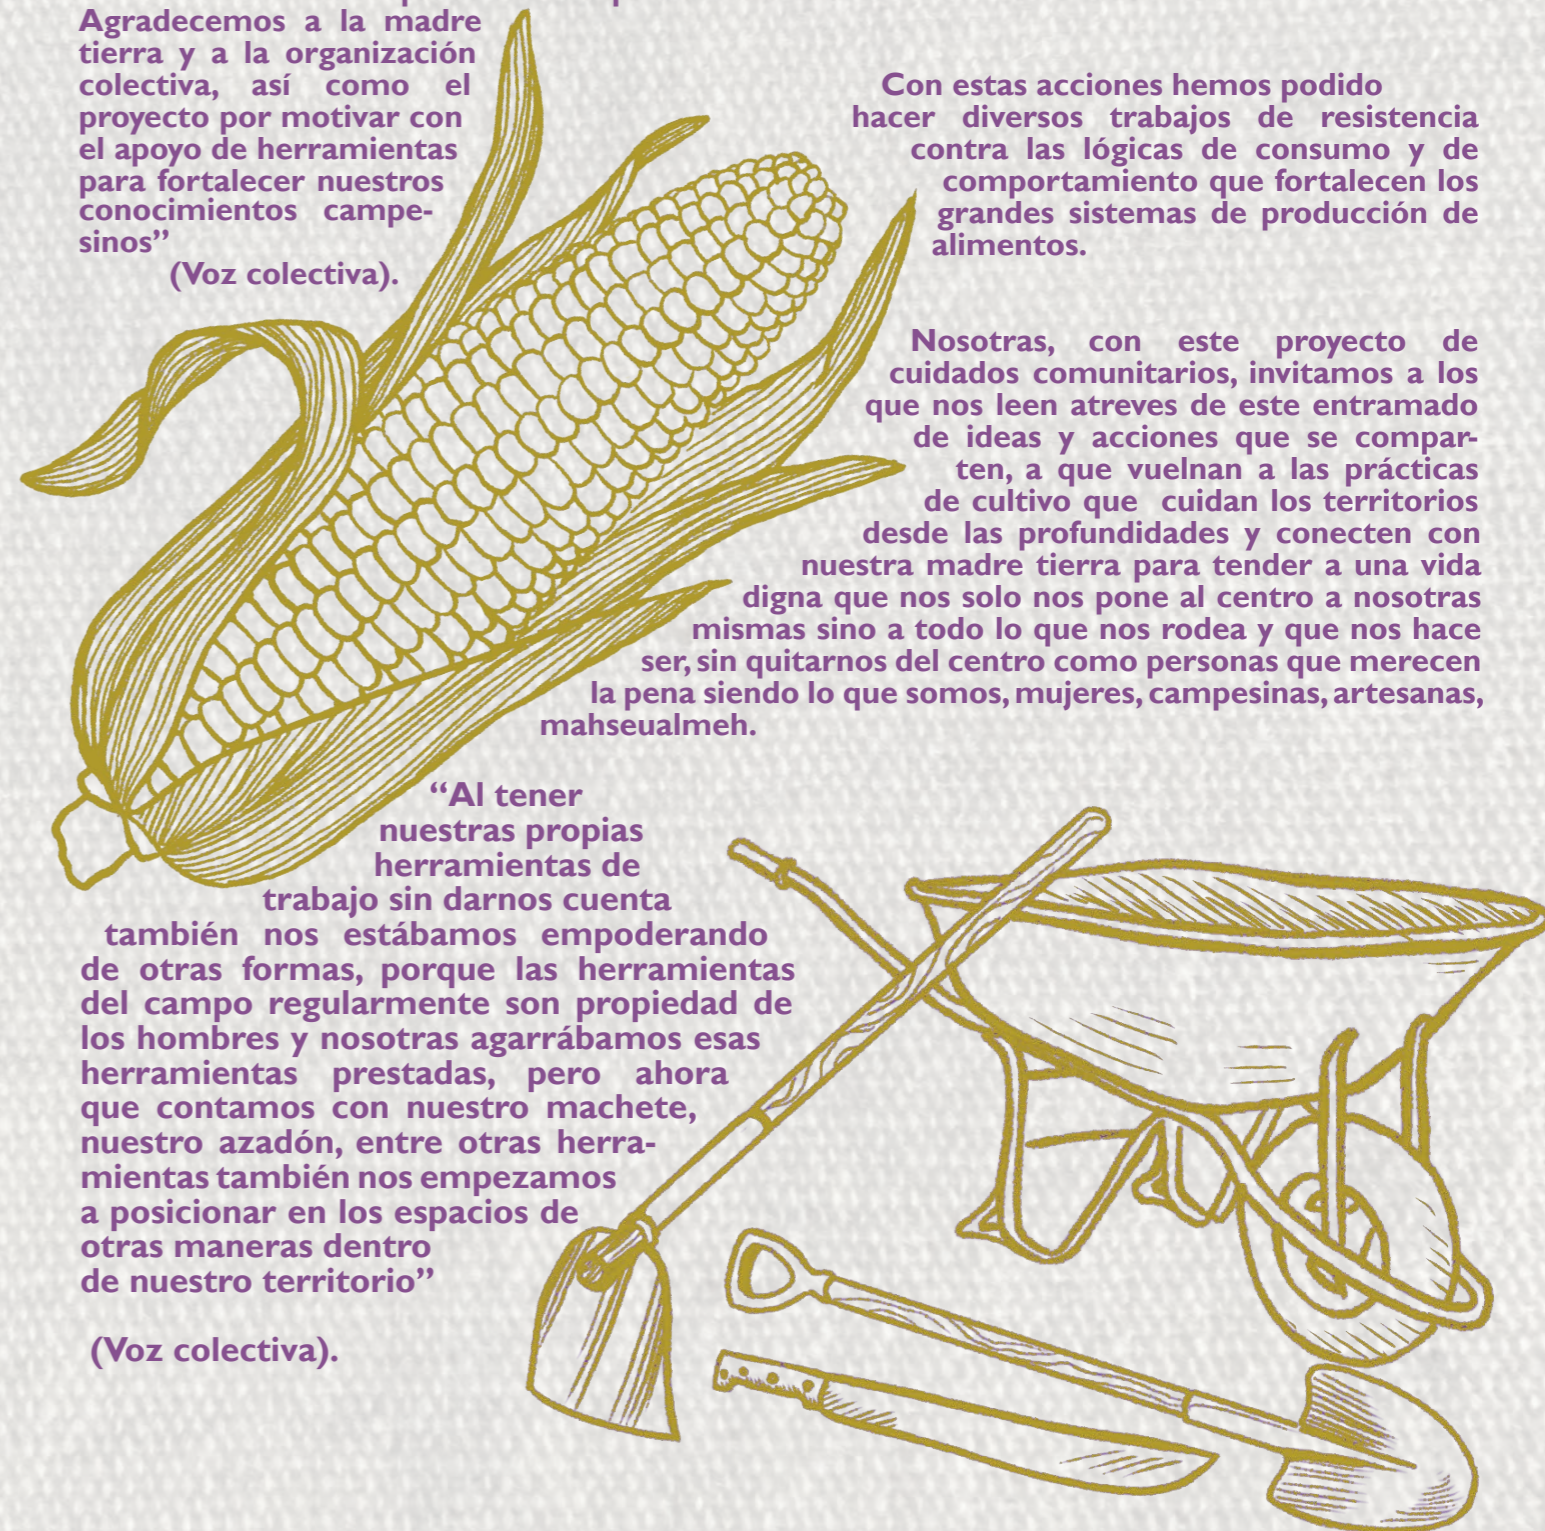 Agradecemos a la madre
tierra y a la organización
colectiva, así como el
proyecto por motivar con
el apoyo de herramientas
para fortalecer nuestros
conocimientos campe-
sinos”
(Voz colectiva).
Con estas acciones hemos podido
hacer diversos trabajos de resistencia
contra las lógicas de consumo y de
comportamiento que fortalecen los
grandes sistemas de producción de
alimentos.
Nosotras, con este proyecto de
cuidados comunitarios, invitamos a los
que nos leen atreves de este entramado
de ideas y acciones que se compar-
ten, a que vuelnan a las prácticas
de cultivo que cuidan los territorios
desde las profundidades y conecten con
nuestra madre tierra para tender a una vida
digna que nos solo nos pone al centro a nosotras
mismas sino a todo lo que nos rodea y que nos hace
ser, sin quitarnos del centro como personas que merecen
la pena siendo lo que somos, mujeres, campesinas, artesanas,
mahseualmeh.
“Al tener
nuestras propias
herramientas de
trabajo sin darnos cuenta
también nos estábamos empoderando
de otras formas, porque las herramientas
del campo regularmente son propiedad de
los hombres y nosotras agarrábamos esas
herramientas prestadas, pero ahora
que contamos con nuestro machete,
nuestro azadón, entre otras herra-
mientas también nos empezamos
a posicionar en los espacios de
otras maneras dentro
de nuestro territorio”
(Voz colectiva).